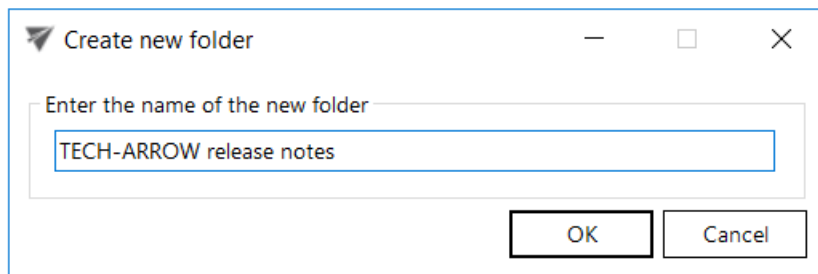 Create new folder
Enter the name of the new folder
TECH-ARROW release notes
OK Cancel